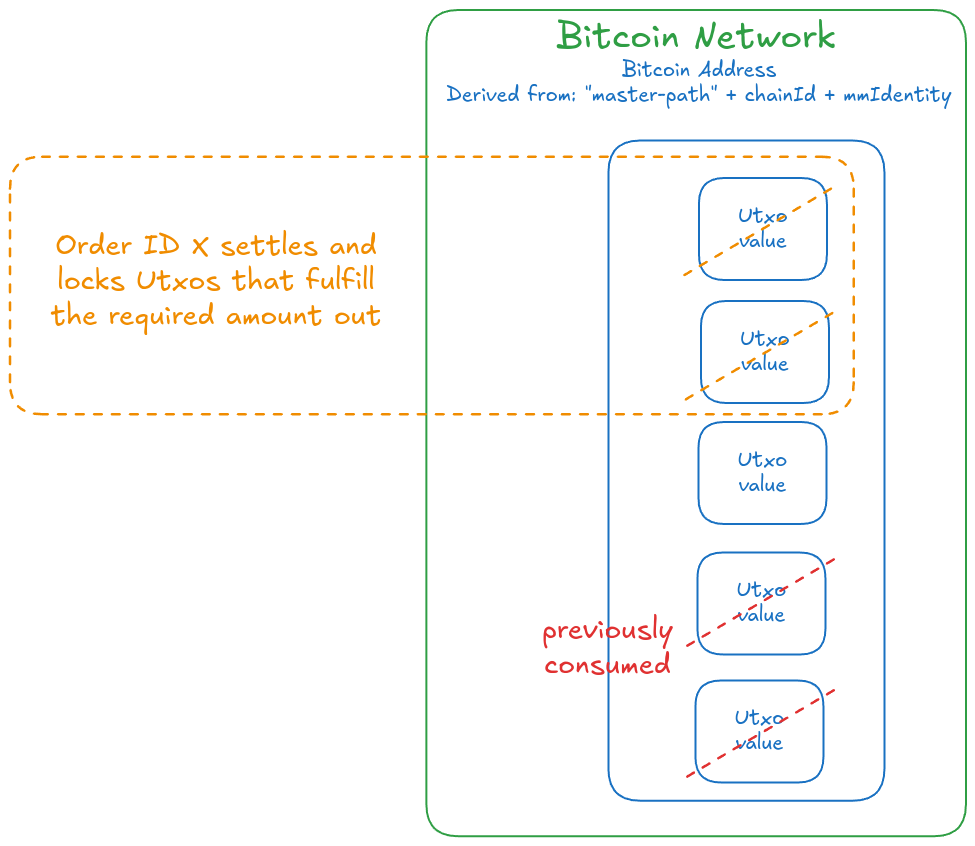 Bitcoin Network
Bitcoin Address
Derived from: "master-path" + chainId + mmIdentity
Order ID X settles and
locks Utxos that fulfill
the required amount out
Utxo
value
Utxo
value
Utxo
value
previously
consumed
Utxo
value
Utxo
value